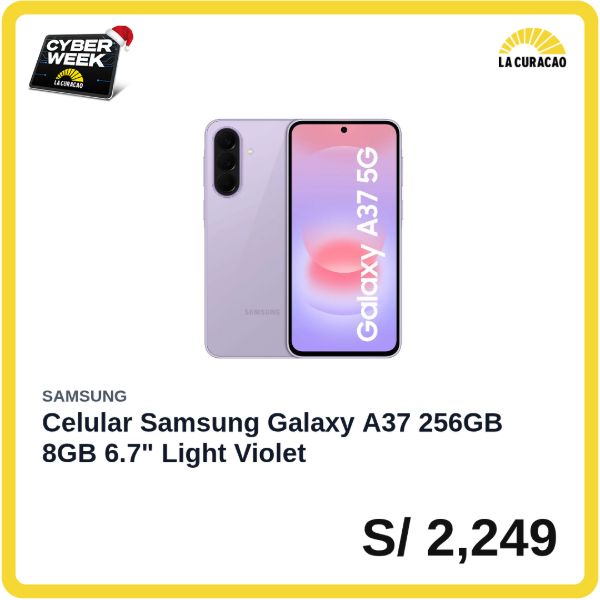 CYBER
WEEK
LA CURACAO
LA CURACAO
SAMSUNG
Galaxy A37 5G
SAMSUNG
Celular Samsung Galaxy A37 256GB
8GB 6.7" Light Violet
S/ 2,249